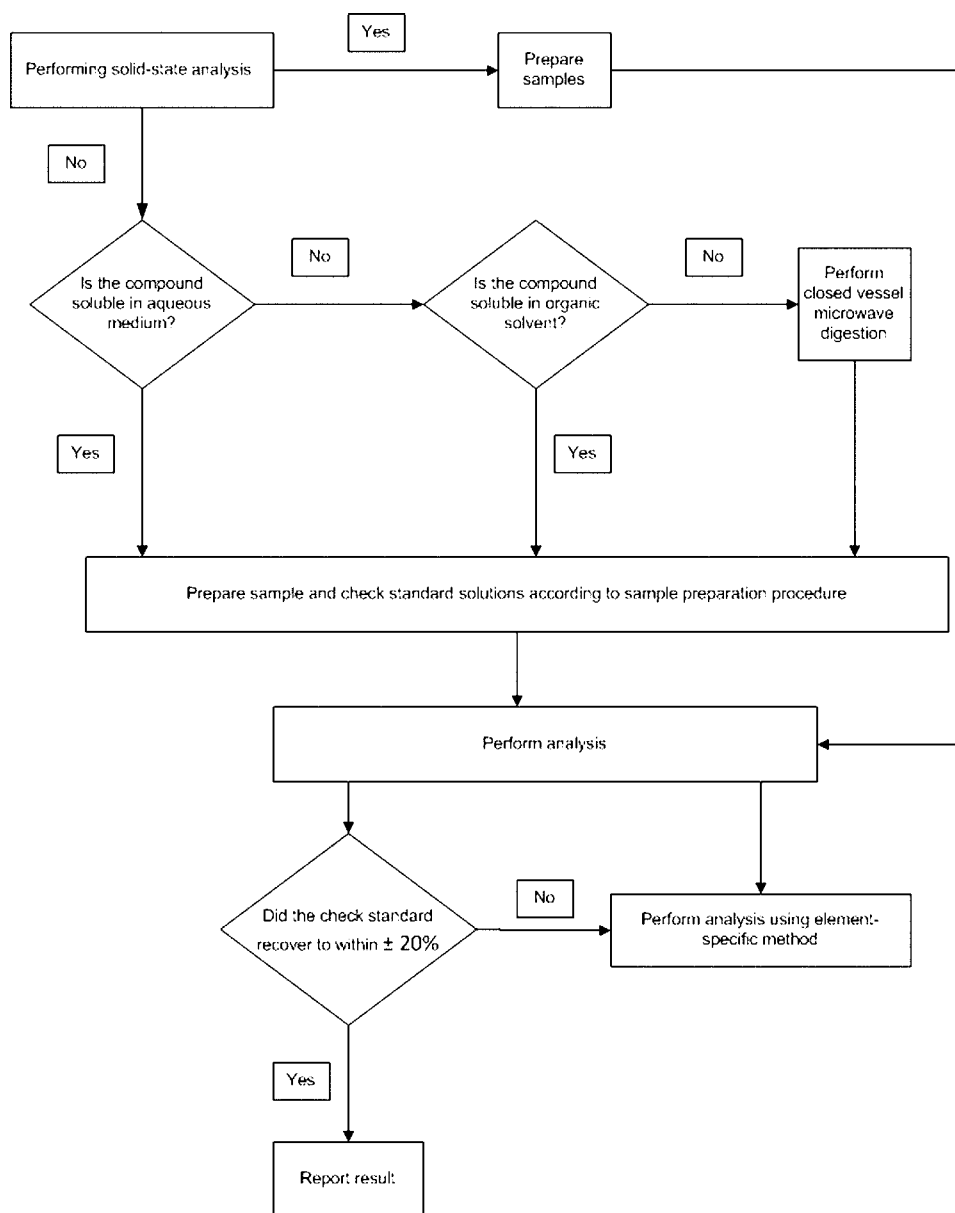 Yes
Performing solid-state analysis
Prepare
samples
No
No
No
Is the compound
soluble in aqueous
medium?
Is the compound
soluble in organic
solvent?
Perform
closed vessel
microwave
digestion
Yes
Yes
Prepare sample and check standard solutions according to sample preparation procedure
Perform analysis
No
Did the check standard
recover to within ± 20%
Perform analysis using element-
specific method
Yes
Report result